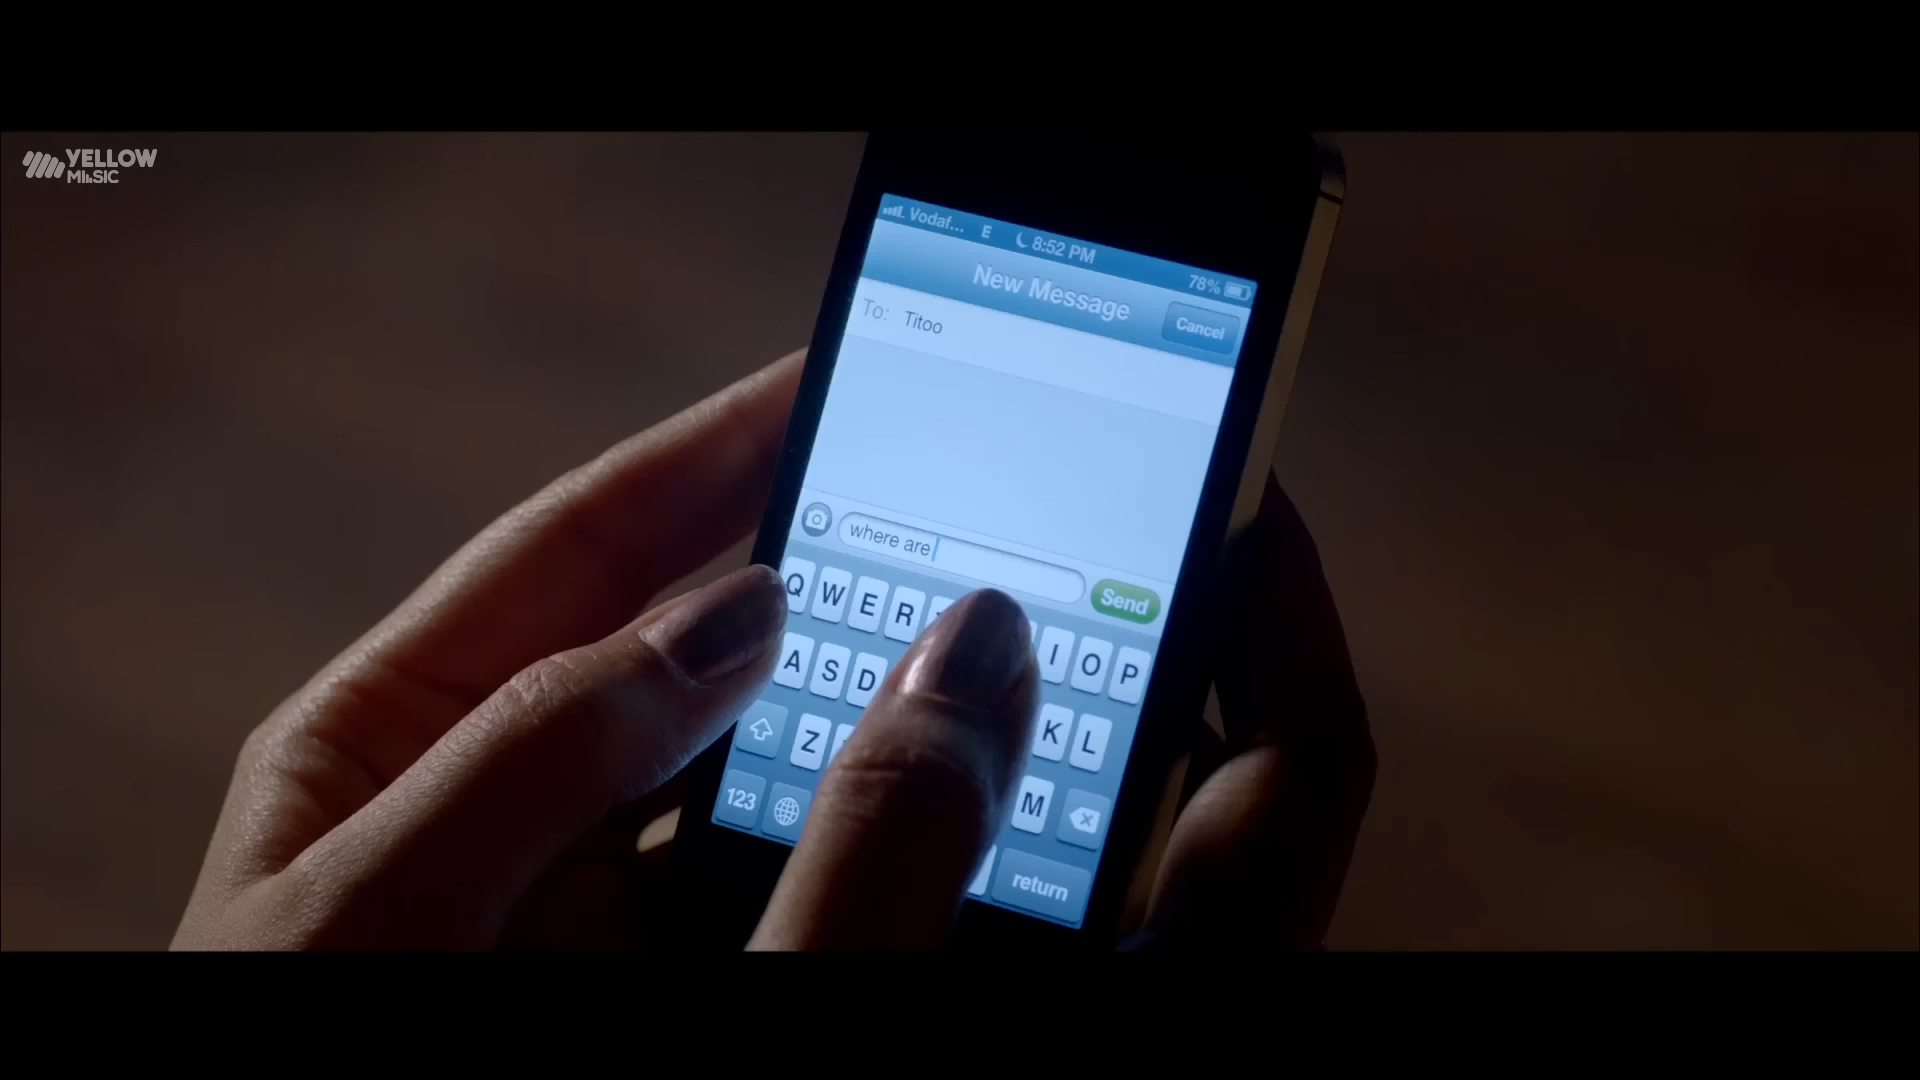 YELLOW
MUSIC
Vodaf... E 8:52 PM 78%
New Message
Cancel
To: Titoo
where are
Send
Q W E R I O P
A S D K L
Z M
123
return